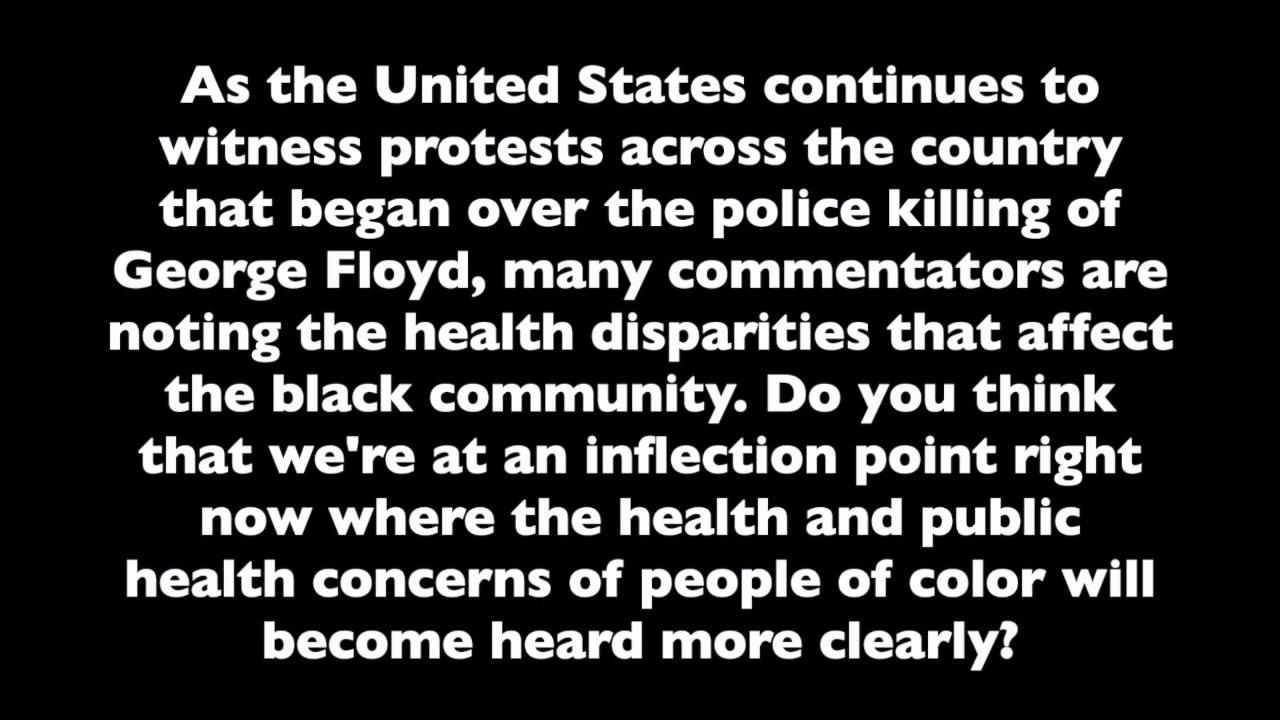 As the United States continues to
witness protests across the country
that began over the police killing of
George Floyd, many commentators are
noting the health disparities that affect
the black community. Do you think
that we're at an inflection point right
now where the health and public
health concerns of people of color will
become heard more clearly?